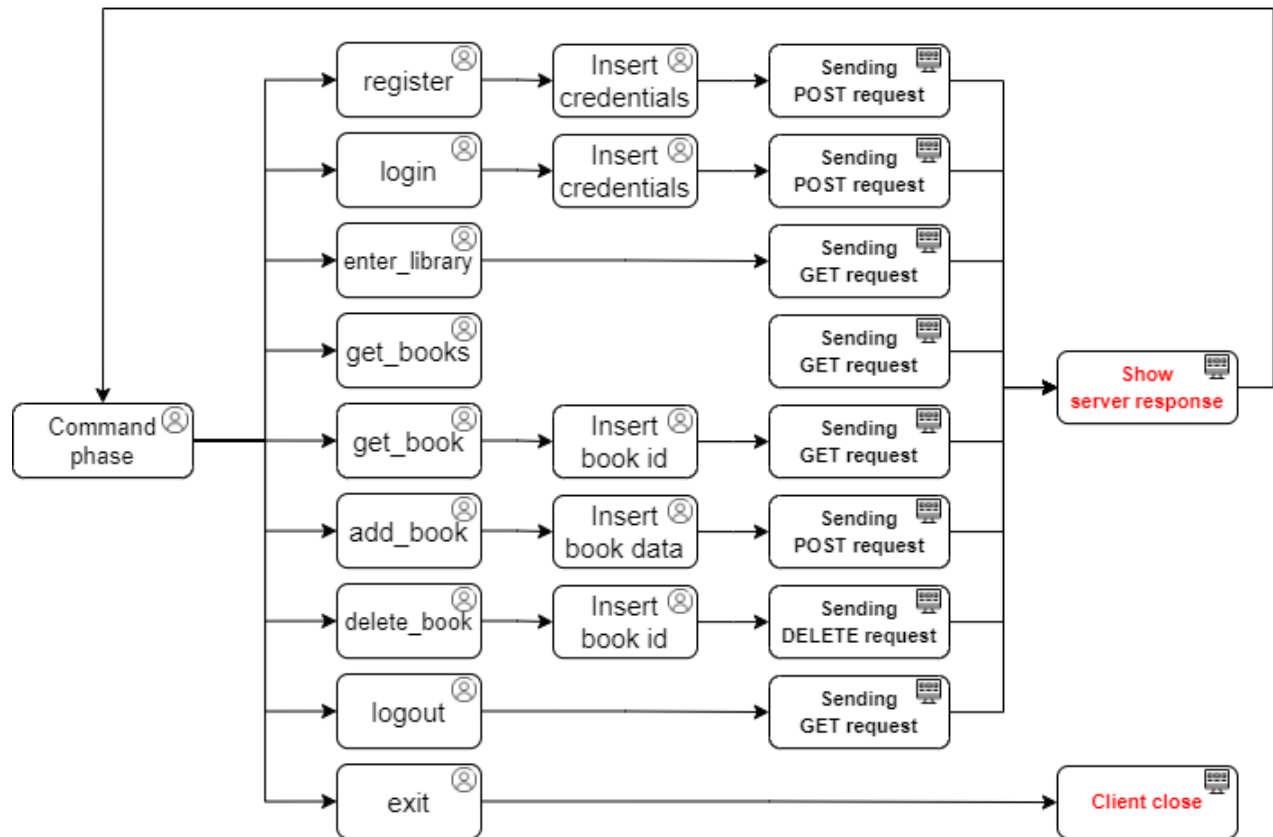 register
Insert
credentials
Sending
POST request
login
Insert
credentials
Sending
POST request
enter_library
Sending
GET request
get_books
Sending
GET request
Show
server response
Command
phase
get_book
Insert
book id
Sending
GET request
add_book
Insert
book data
Sending
POST request
delete_book
Insert
book id
Sending
DELETE request
logout
Sending
GET request
exit
Client close